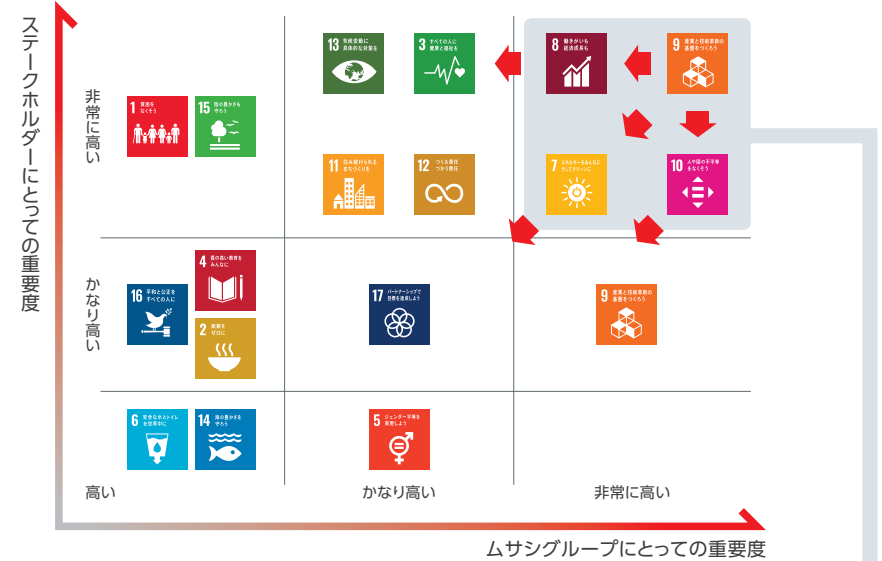 ステークホルダーにとっての重要度
非常に高い
かなり高い
高い
かなり高い
非常に高い
ムサシグループにとっての重要度
13 気候変動に
具体的な対策を
3 すべての人に
健康と福祉を
8 働きがいも
経済成長も
9 産業と技術革新の
基盤をつくろう
1 貧困を
なくそう
15 陸の豊かさも
守ろう
11 住み続けられる
まちづくりを
12 つくる責任
つかう責任
7 エネルギーをみんなに
そしてクリーンに
10 人や国の不平等
をなくそう
4 質の高い教育を
みんなに
16 平和と公正を
すべての人に
2 飢餓を
ゼロに
17 パートナーシップで
目標を達成しよう
9 産業と技術革新の
基盤をつくろう
6 安全な水とトイレ
を世界中に
14 海の豊かさを
守ろう
5 ジェンダー平等を
実現しよう